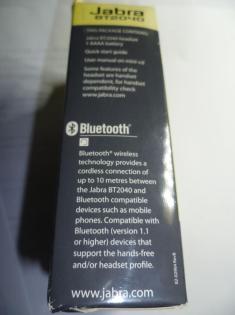 Jabra
BT2040
THIS PACKAGE CONTAINS:
Jabra BT2040 headset
1 AAAA battery
Quick start guide
User manual on mini-cd
Some features of the
headset are handset
dependent, for handset
compatibility check
www.jabra.com
Bluetooth®
Bluetooth® wireless
technology provides a
cordless connection of
up to 10 metres between
the Jabra BT2040 and
Bluetooth compatible
devices such as mobile
phones. Compatible with
Bluetooth (version 1.1
or higher) devices that
support the hands-free
and/or headset profile.
www.jabra.com